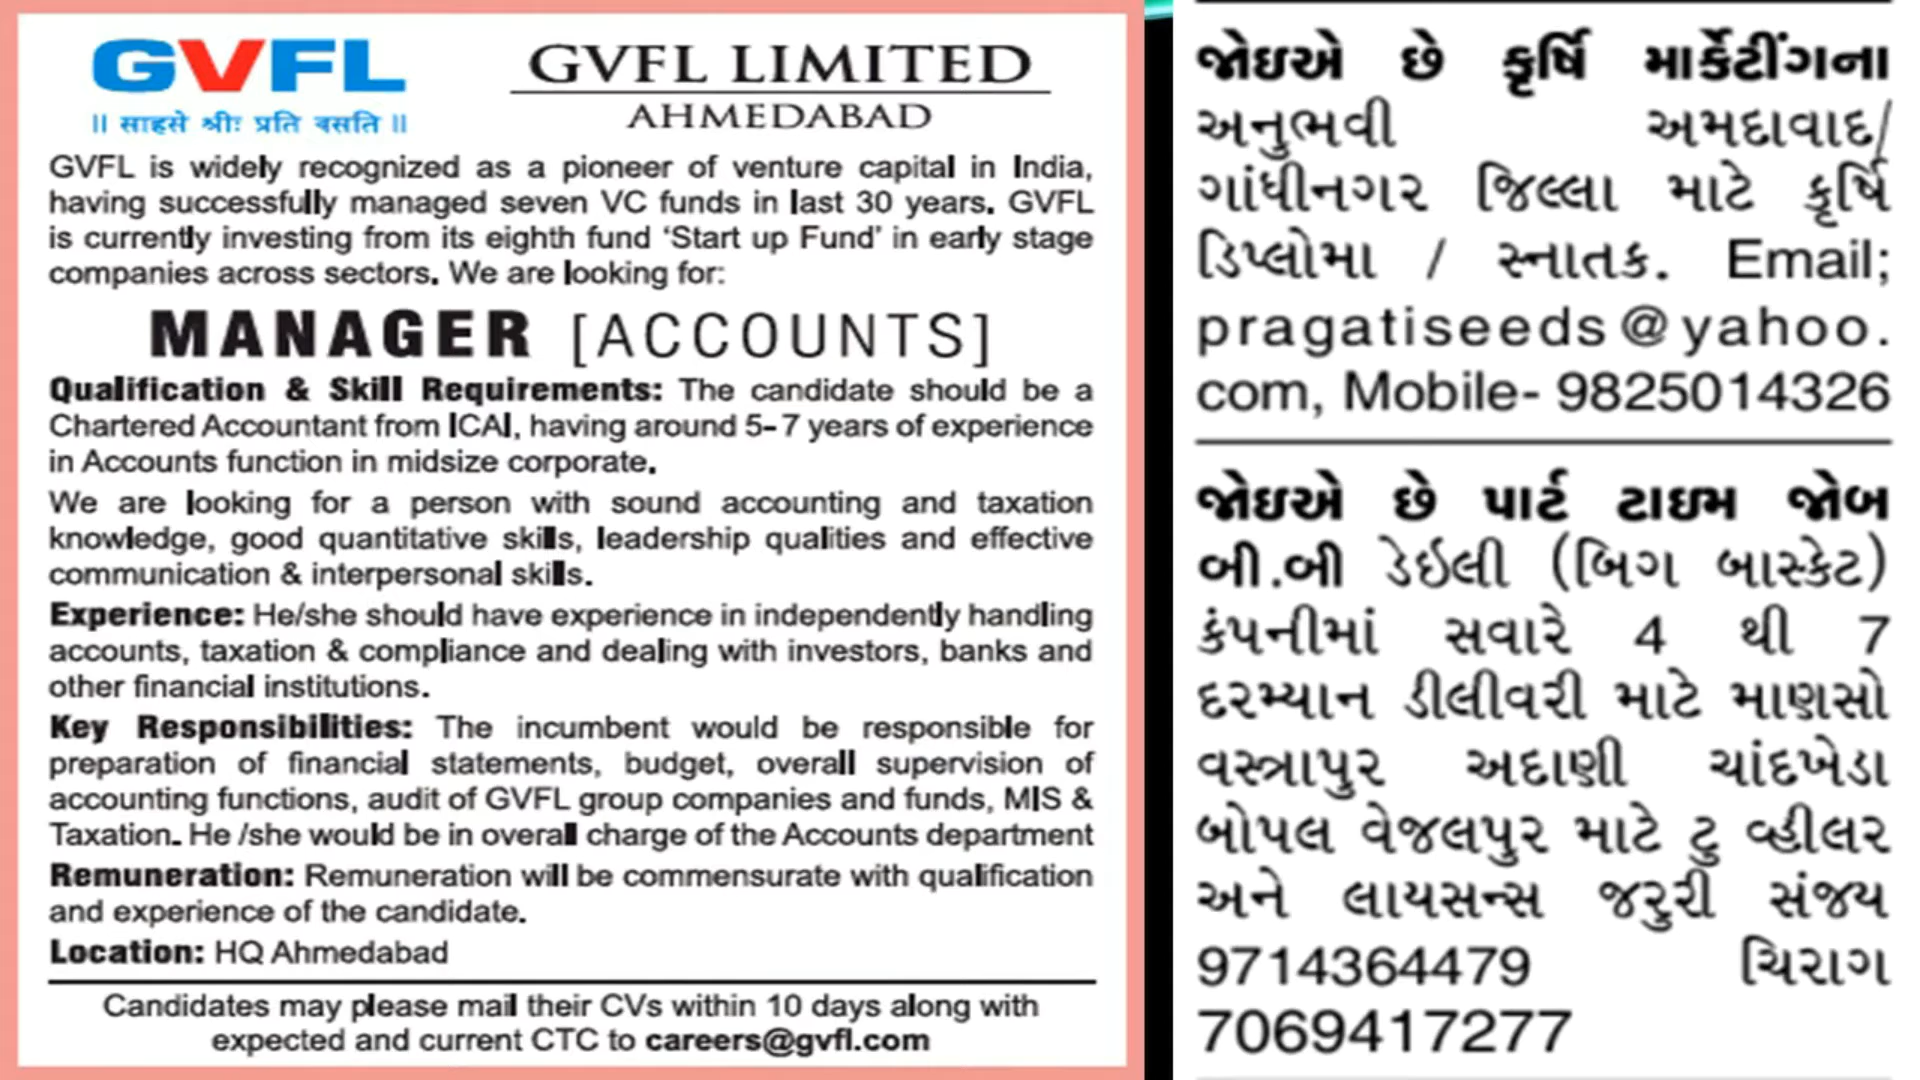 GVFL
॥ साहसे श्रीः प्रति वसति ॥
GVFL LIMITED
AHMEDABAD
GVFL is widely recognized as a pioneer of venture capital in India,
having successfully managed seven VC funds in last 30 years. GVFL
is currently investing from its eighth fund ‘Start up Fund’ in early stage
companies across sectors. We are looking for:
MANAGER [ACCOUNTS]
Qualification & Skill Requirements: The candidate should be a
Chartered Accountant from ICAI, having around 5-7 years of experience
in Accounts function in midsize corporate.
We are looking for a person with sound accounting and taxation
knowledge, good quantitative skills, leadership qualities and effective
communication & interpersonal skills.
Experience: He/she should have experience in independently handling
accounts, taxation & compliance and dealing with investors, banks and
other financial institutions.
Key Responsibilities: The incumbent would be responsible for
preparation of financial statements, budget, overall supervision of
accounting functions, audit of GVFL group companies and funds, MIS &
Taxation. He /she would be in overall charge of the Accounts department
Remuneration: Remuneration will be commensurate with qualification
and experience of the candidate.
Location: HQ Ahmedabad
Candidates may please mail their CVs within 10 days along with
expected and current CTC to careers@gvfl.com
જોઇએ છે કૃર્ષિ માર્કેટીંગના
અનુભવી અમદાવાદ/
ગાંધીનગર જિલ્લા માટે કૃર્ષિ
ડિપ્લોમા / સ્નાતક. Email;
pragatiseeds@yahoo.
com, Mobile- 9825014326
જોઇએ છે પાર્ટ ટાઇમ જોબ
બી.બી ડેઇલી (બિગ બાસ્કેટ)
કંપનીમાં સવારે 4 થી 7
દરમ્યાન ડીલીવરી માટે માણસો
વસ્ત્રાપુર અદાણી ચાંદખેડા
બોપલ વેજલપુર માટે ટુ વ્હીલર
અને લાયસન્સ જરુરી સંજય
9714364479 ચિરાગ
7069417277